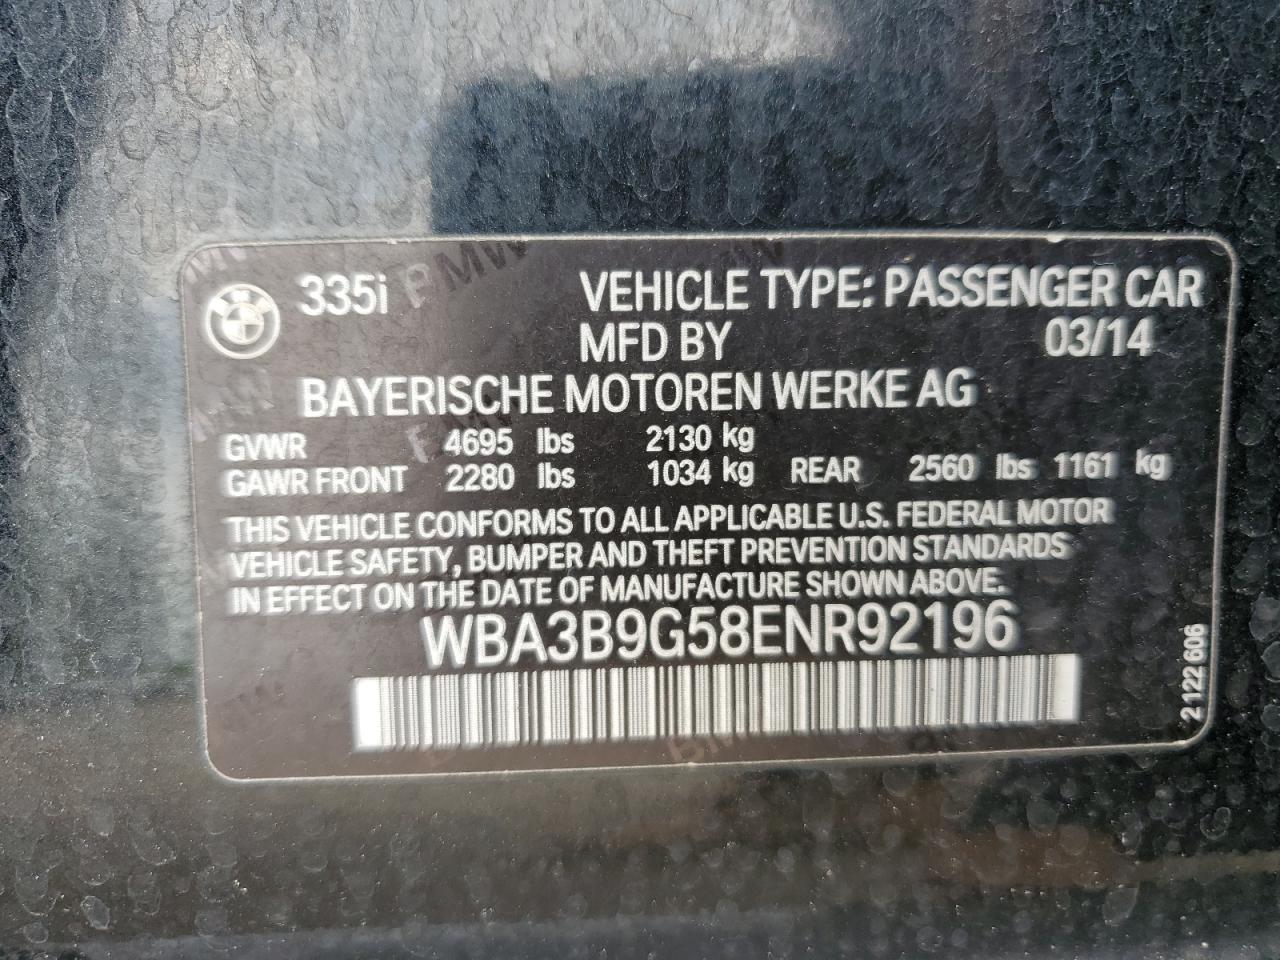 335i VEHICLE TYPE: PASSENGER CAR
MFD BY 03/14
BAYERISCHE MOTOREN WERKE AG
GVWR 4695 lbs 2130 kg
GAWR FRONT 2280 lbs 1034 kg REAR 2560 lbs 1161 kg
THIS VEHICLE CONFORMS TO ALL APPLICABLE U.S. FEDERAL MOTOR
VEHICLE SAFETY, BUMPER AND THEFT PREVENTION STANDARDS
IN EFFECT ON THE DATE OF MANUFACTURE SHOWN ABOVE.
WBA3B9G58ENR92196
2 122 606